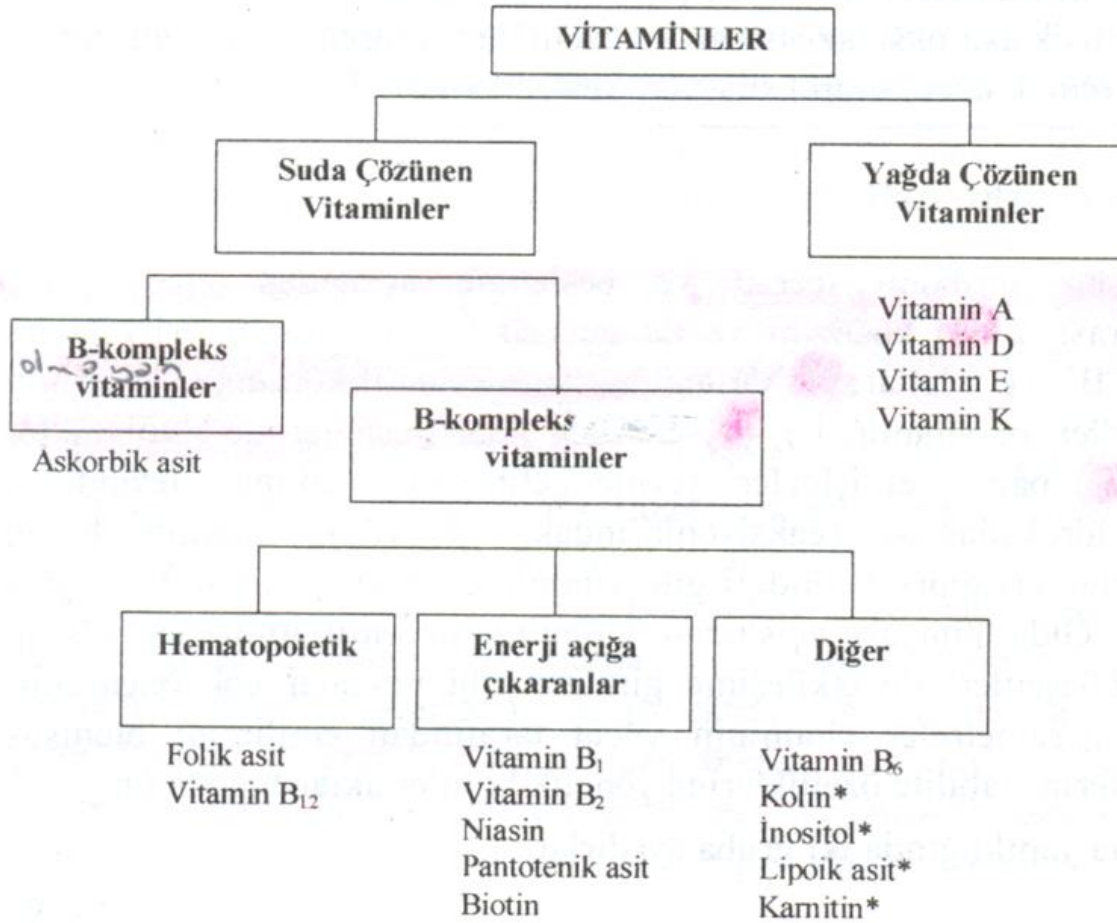 VİTAMİNLER
Suda Çözünen
Vitaminler
Yağda Çözünen
Vitaminler
B-kompleks
vitaminler
Askorbik asit
B-kompleks
vitaminler
Vitamin A
Vitamin D
Vitamin E
Vitamin K
Hematopoietik
Folik asit
Vitamin B₁₂
Enerji açığa
çıkaranlar
Vitamin B₁
Vitamin B₂
Niasin
Pantotenik asit
Biotin
Diğer
Vitamin B₆
Kolin*
İnositol*
Lipoik asit*
Karnitin*